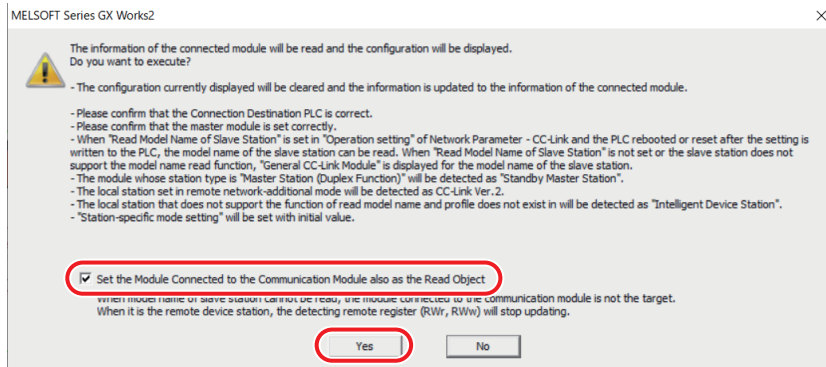 MELSOFT Series GX Works2
The information of the connected module will be read and the configuration will be displayed.
Do you want to execute?
- The configuration currently displayed will be cleared and the information is updated to the information of the connected module.
- Please confirm that the Connection Destination PLC is correct.
- Please confirm that the master module is set correctly.
- When "Read Model Name of Slave Station" is set in "Operation setting" of Network Parameter - CC-Link and the PLC rebooted or reset after the setting is
written to the PLC, the model name of the slave station can be read. When "Read Model Name of Slave Station" is not set or the slave station does not
support the model name read function, "General CC-Link Module" is displayed for the model name of the slave station.
- The module whose station type is "Master Station (Duplex Function)" will be detected as "Standby Master Station".
- The local station set in remote network-additional mode will be detected as CC-Link Ver.2.
- The local station that does not support the function of read model name and profile does not exist in will be detected as "Intelligent Device Station".
- "Station-specific mode setting" will be set with initial value.
Set the Module Connected to the Communication Module also as the Read Object
When model name of slave station cannot be read, the module connected to the communication module is not the target.
When it is the remote device station, the detecting remote register (RWr, RWw) will stop updating.
Yes
No